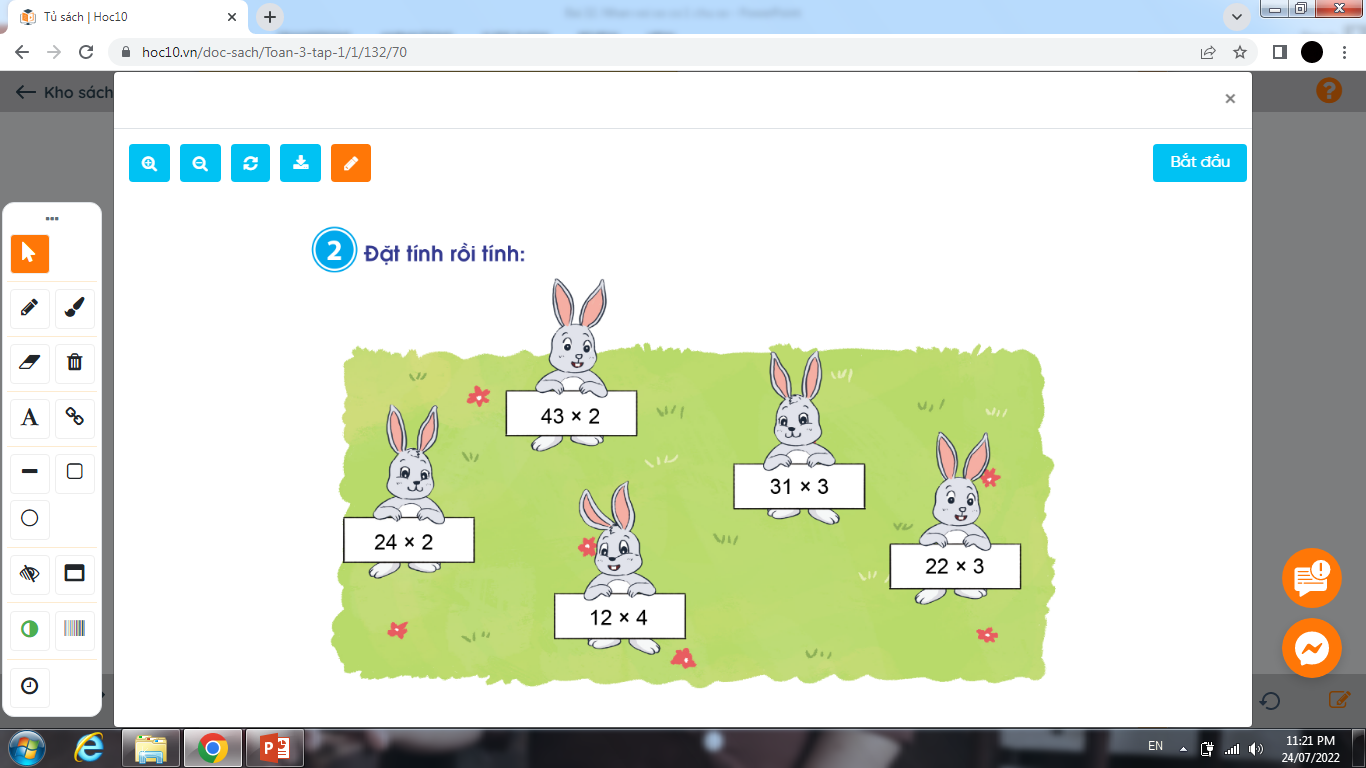 Tủ sách | Hoc10
hoc10.vn/doc-sach/Toan-3-tap-1/1/132/70
Kho sách
Bắt đầu
2 Đặt tính rồi tính:
43 × 2
31 × 3
24 × 2
22 × 3
12 × 4
EN
11:21 PM
24/07/2022